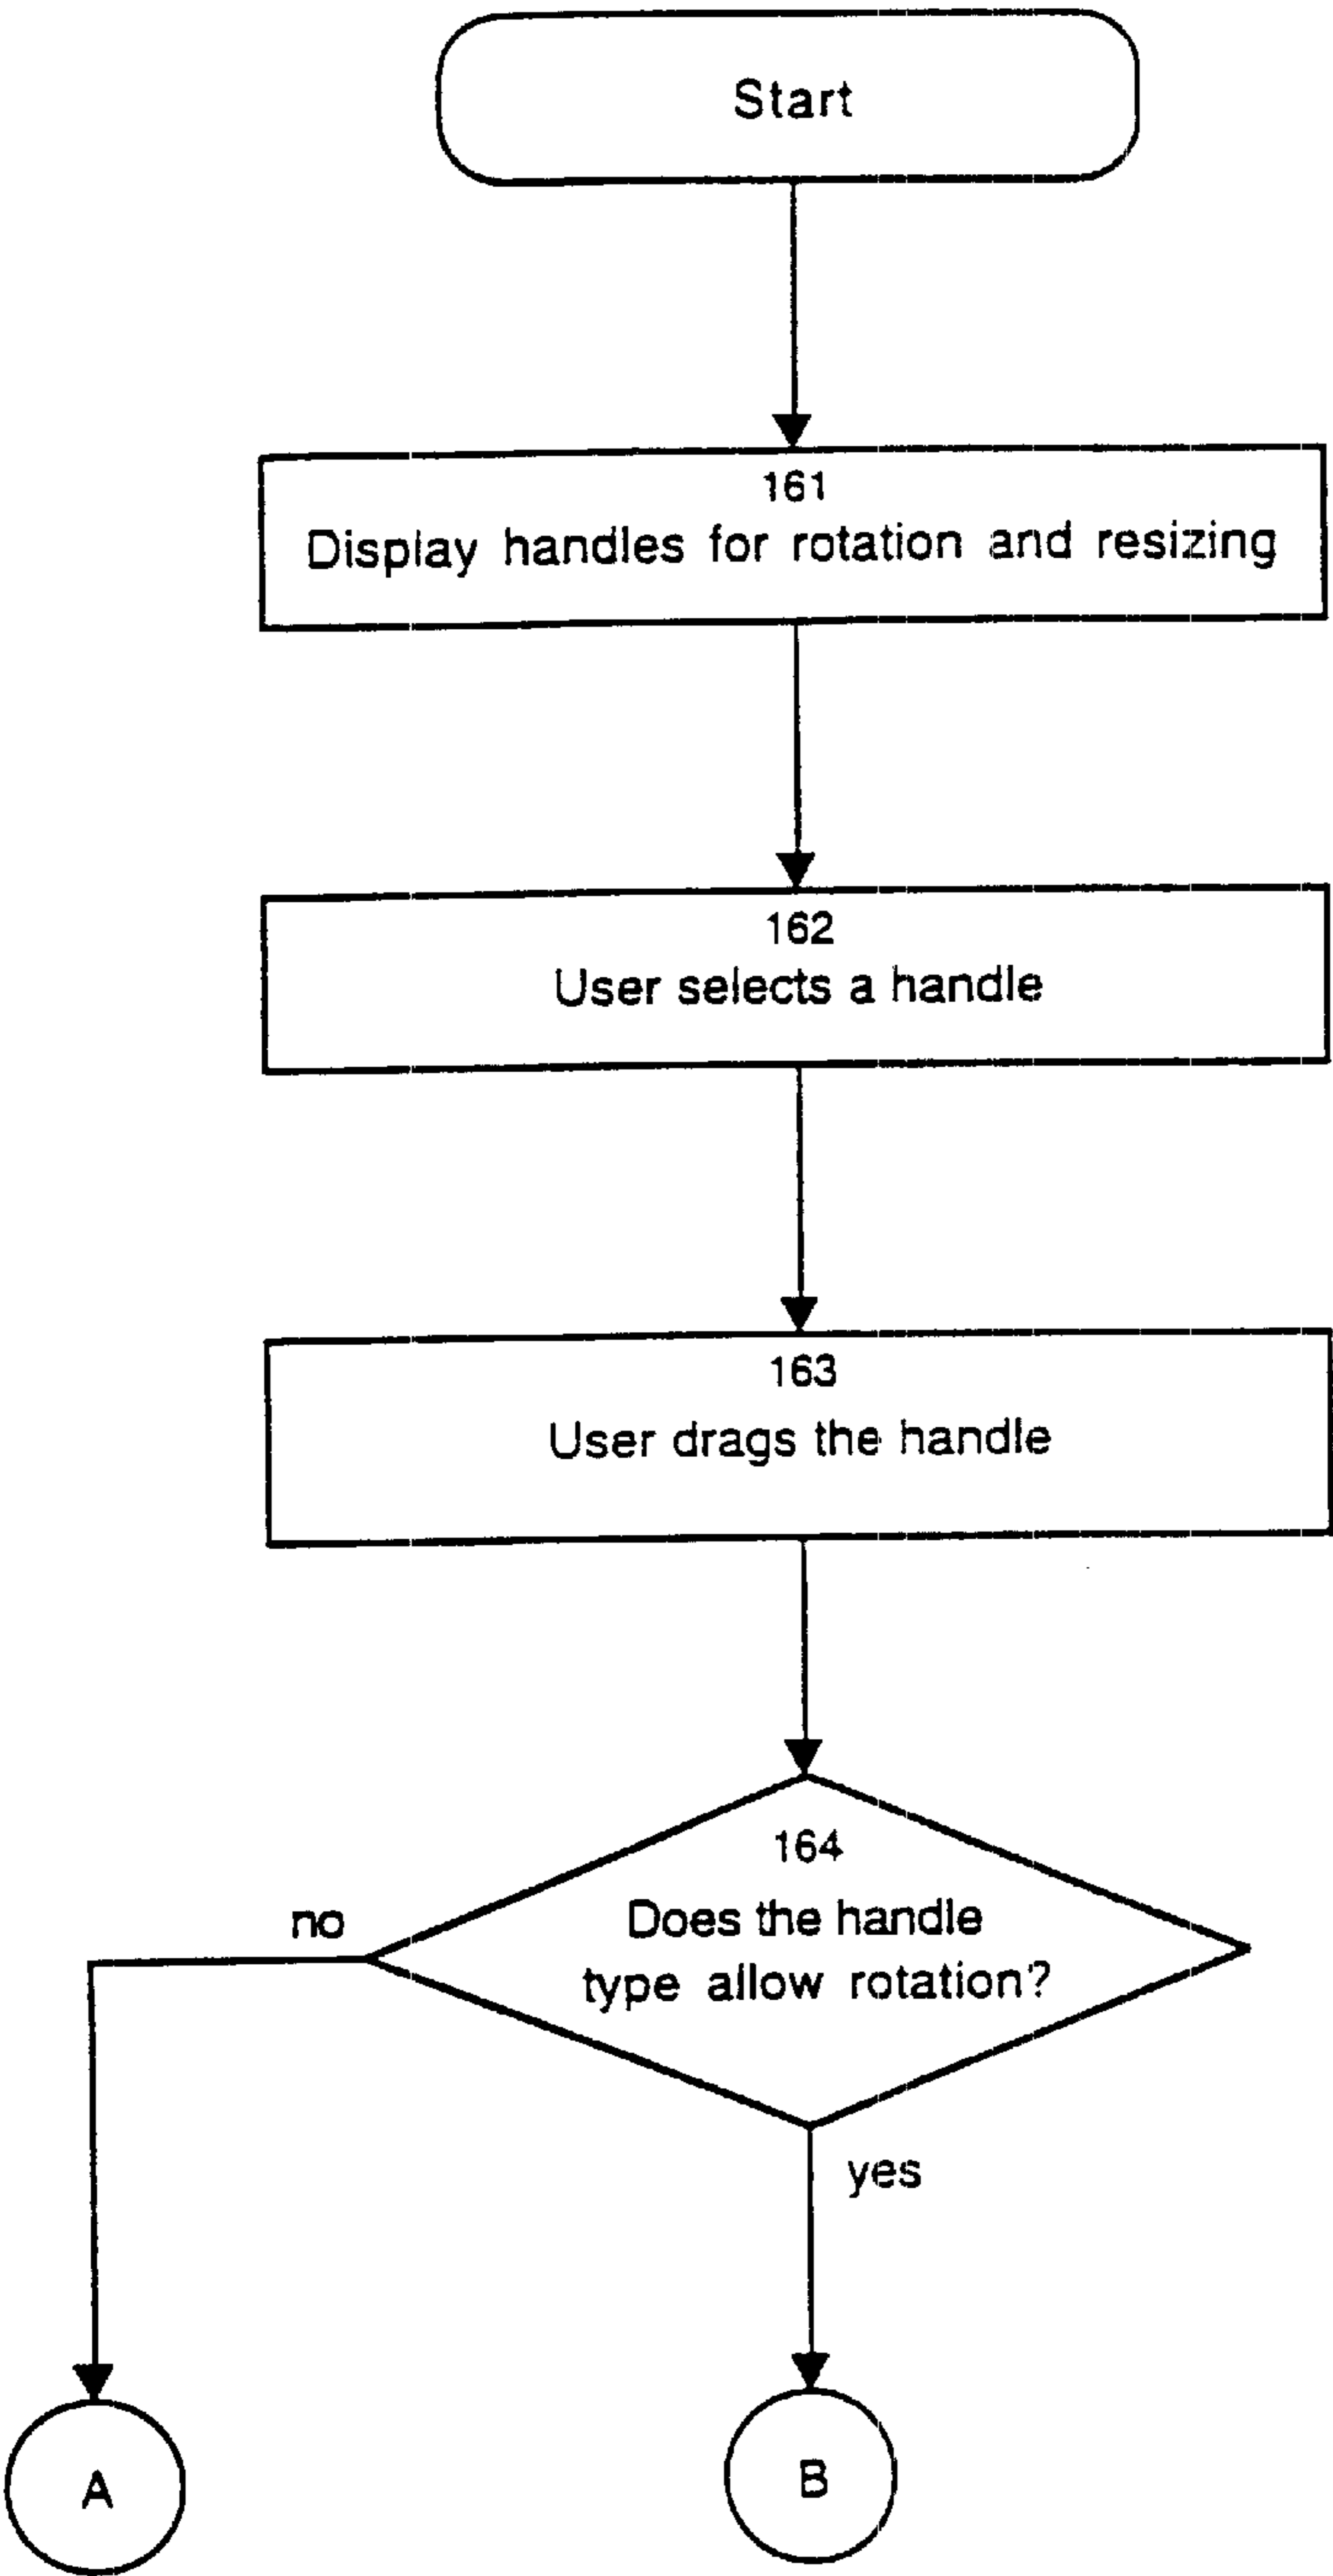 Start
161
Display handles for rotation and resizing
162
User selects a handle
163
User drags the handle
164
no
Does the handle
type allow rotation?
yes
A
B